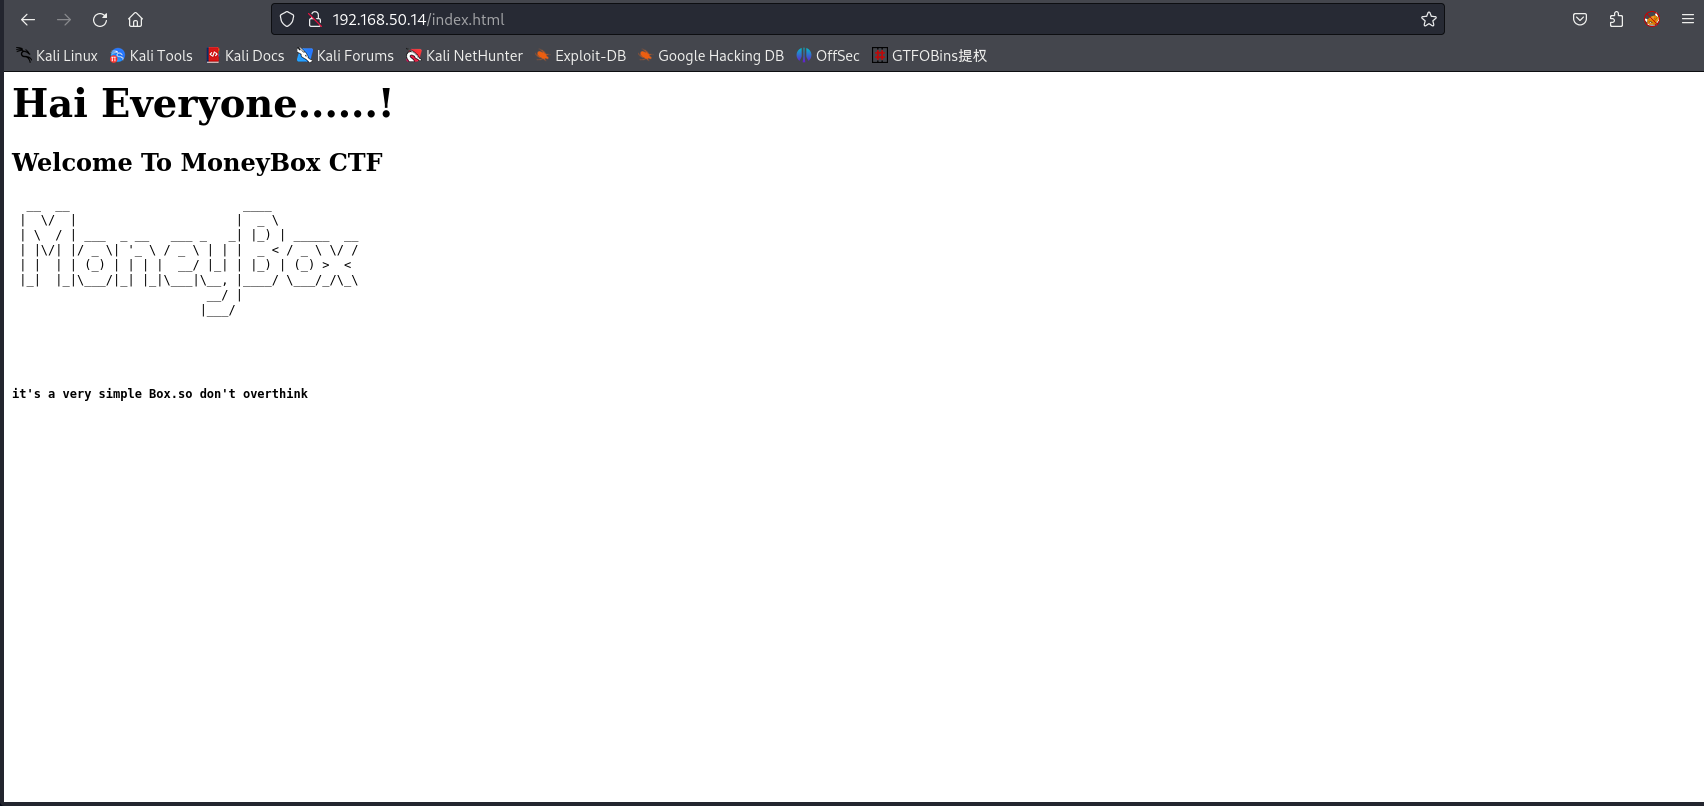 192.168.50.14/index.html
Kali Linux Kali Tools Kali Docs Kali Forums Kali NetHunter Exploit-DB Google Hacking DB OffSec GTFOBins提权
Hai Everyone......!
Welcome To MoneyBox CTF
MoneyBox
it's a very simple Box.so don't overthink